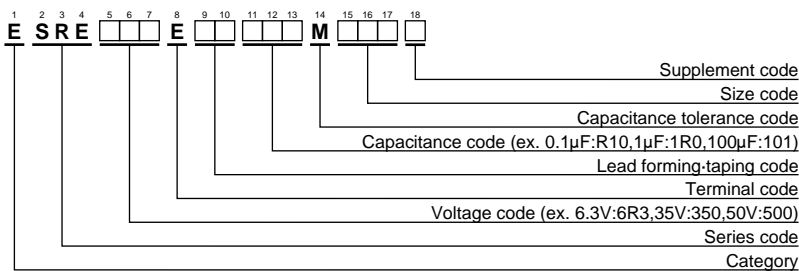 1 2 3 4 5 6 7 8 9 10 11 12 13 14 15 16 17 18
E SRE E M
Supplement code
Size code
Capacitance tolerance code
Capacitance code (ex. 0.1µF:R10,1µF:1R0,100µF:101)
Lead forming·taping code
Terminal code
Voltage code (ex. 6.3V:6R3,35V:350,50V:500)
Series code
Category